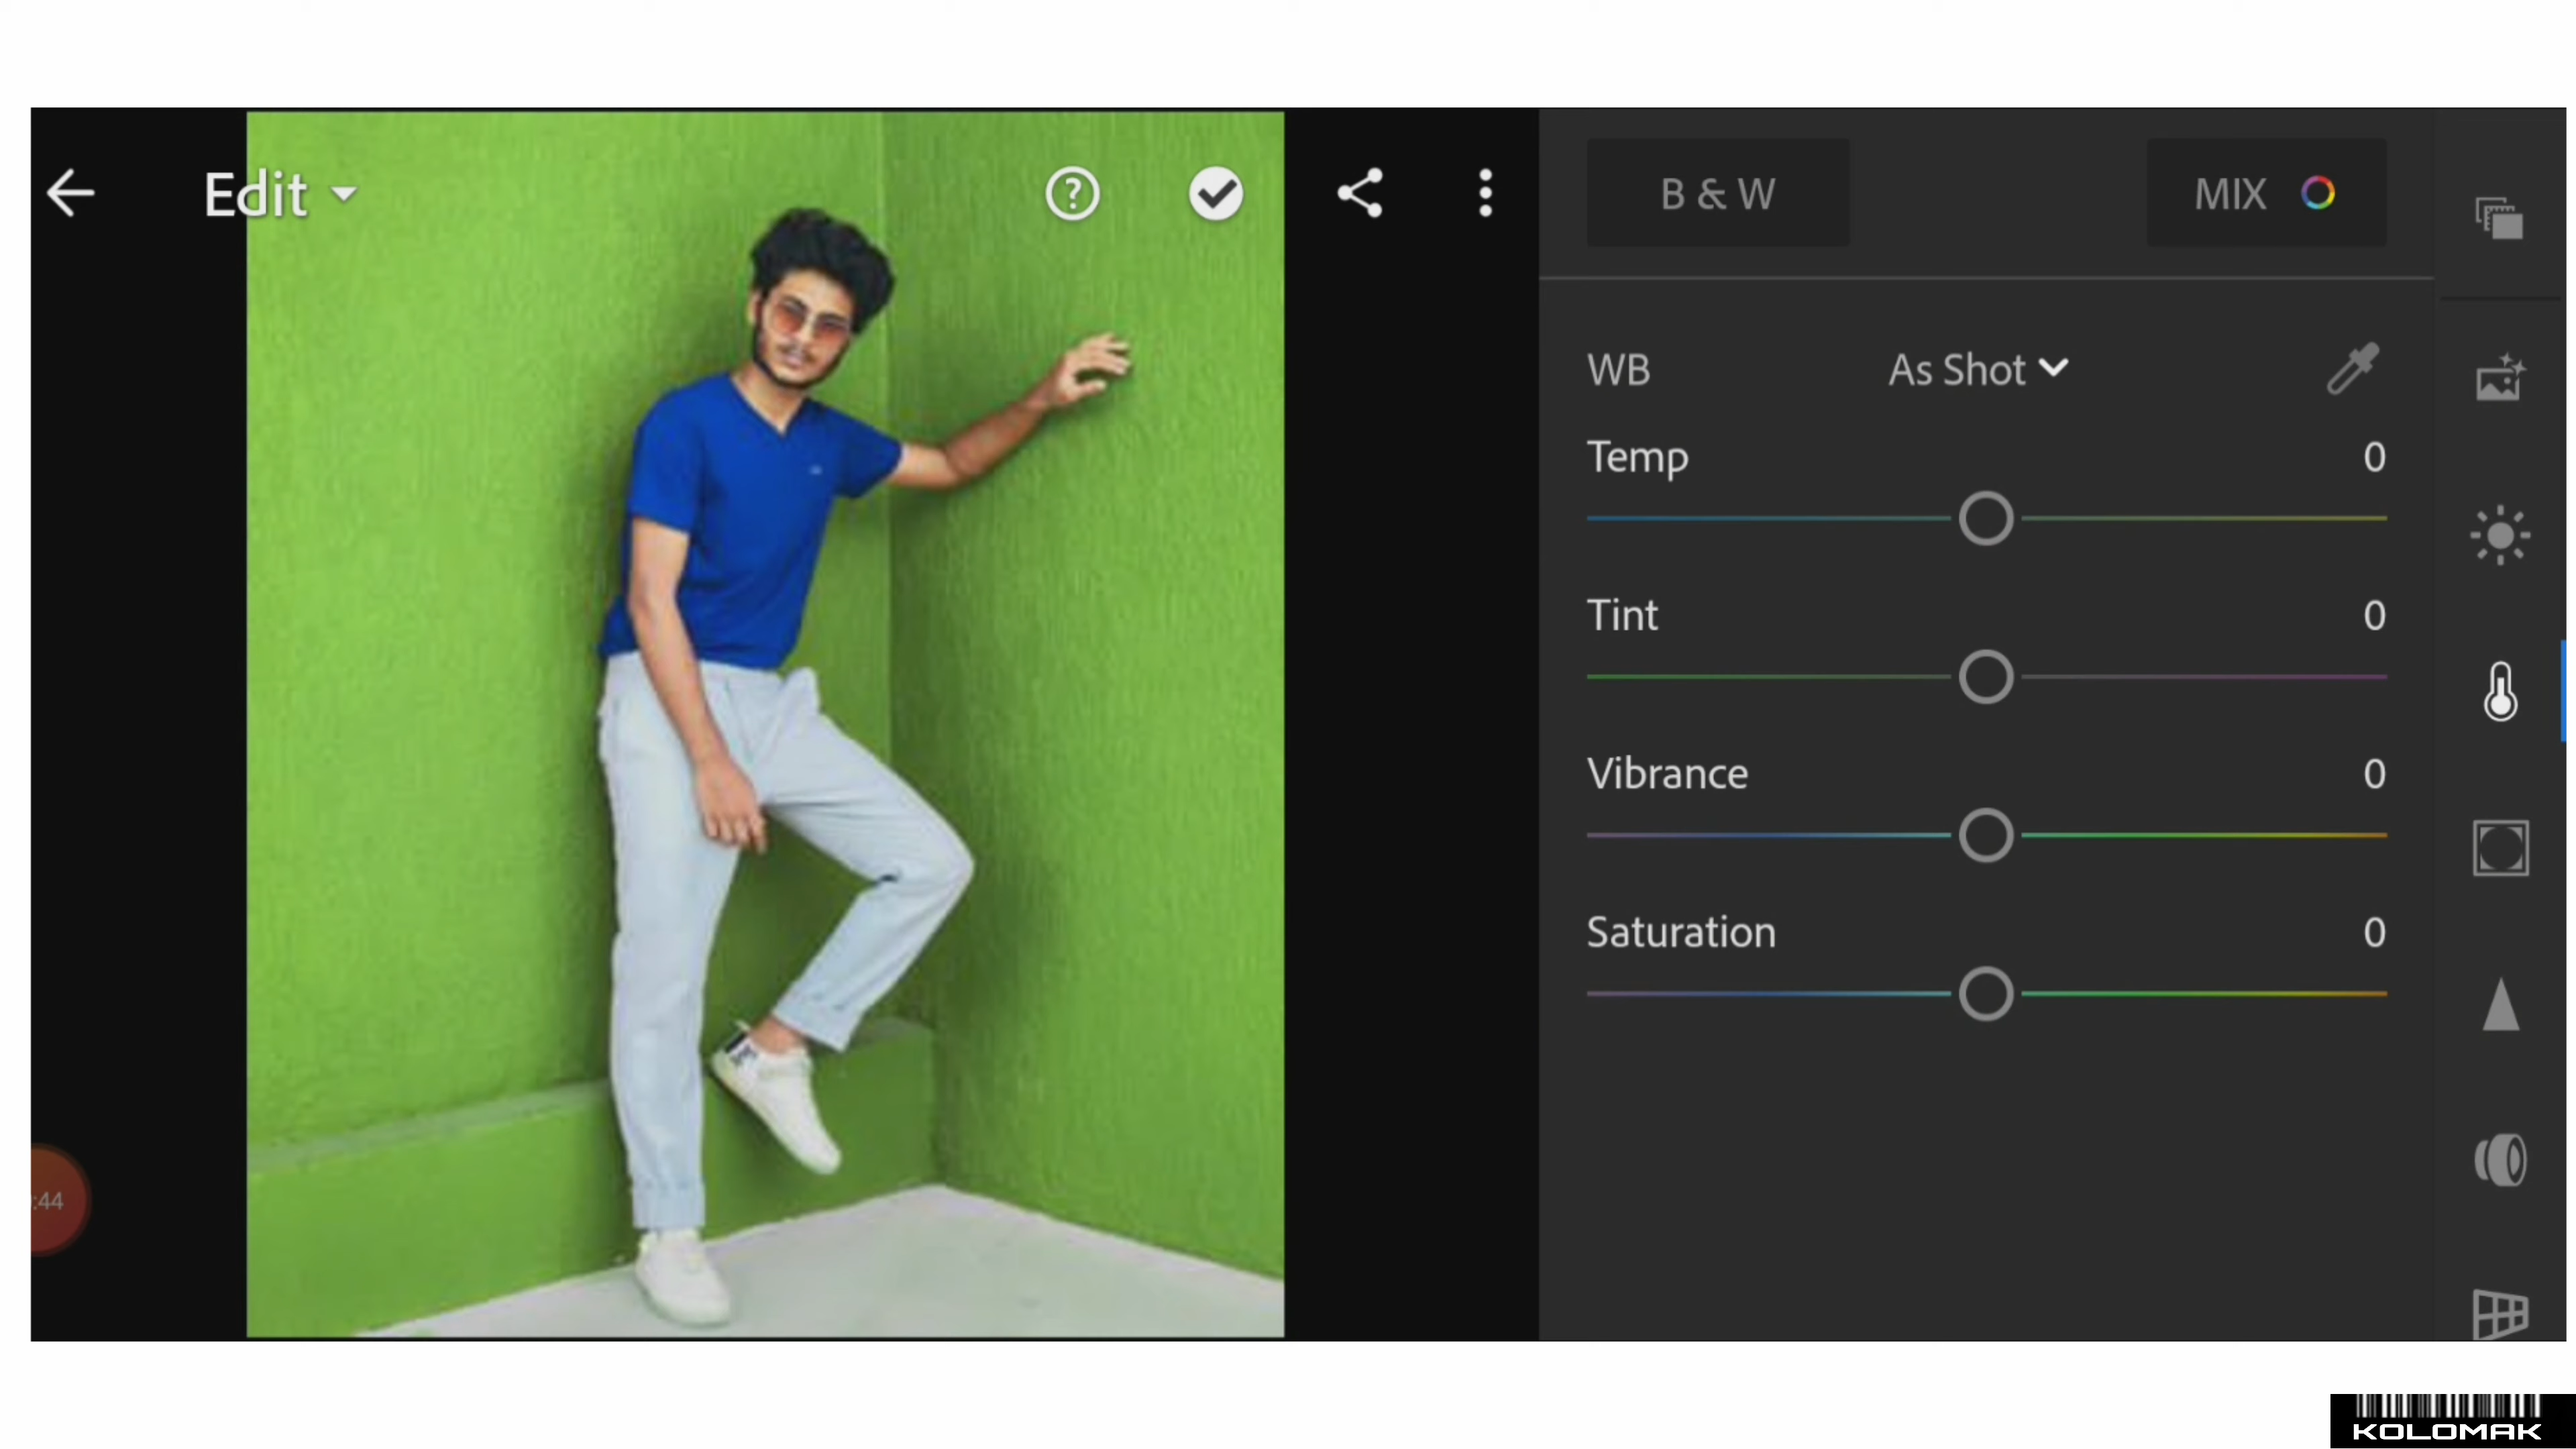 Edit
B & W
MIX
WB As Shot
Temp 0
Tint 0
Vibrance 0
Saturation 0
:44
KOLOMAK